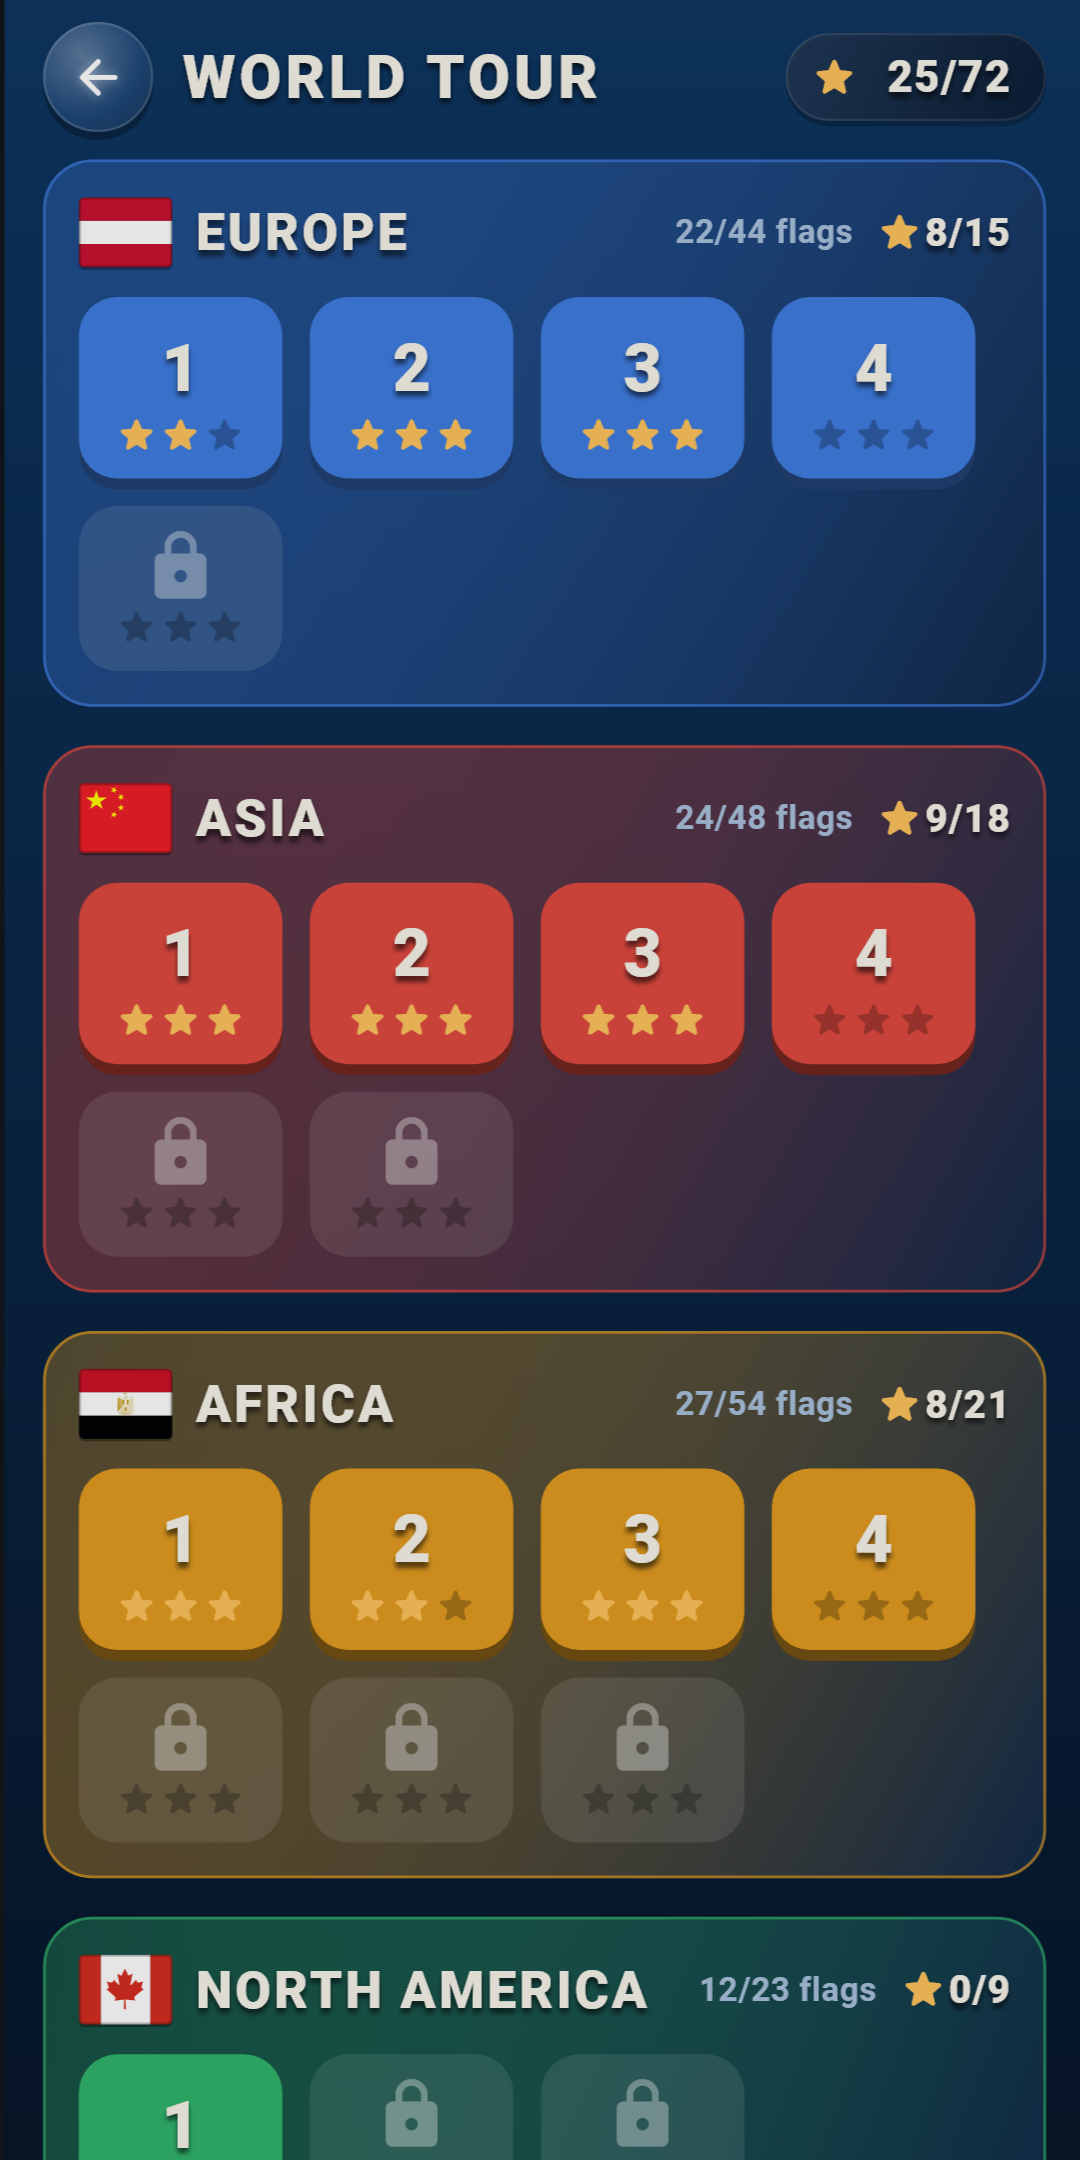 WORLD TOUR 25/72
EUROPE 22/44 flags 8/15
1 2 3 4
ASIA 24/48 flags 9/18
1 2 3 4
AFRICA 27/54 flags 8/21
1 2 3 4
NORTH AMERICA 12/23 flags 0/9
1